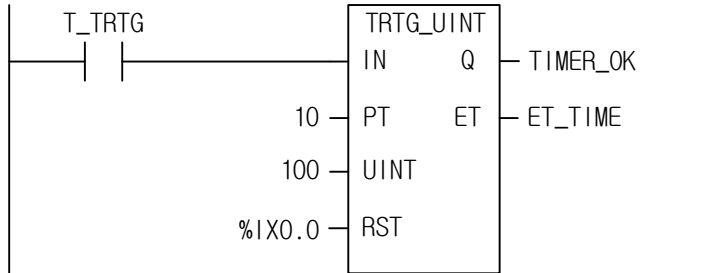 T_TRTG
TRTG_UINT
IN Q TIMER_OK
10 PT ET ET_TIME
100 UINT
%IX0.0 RST